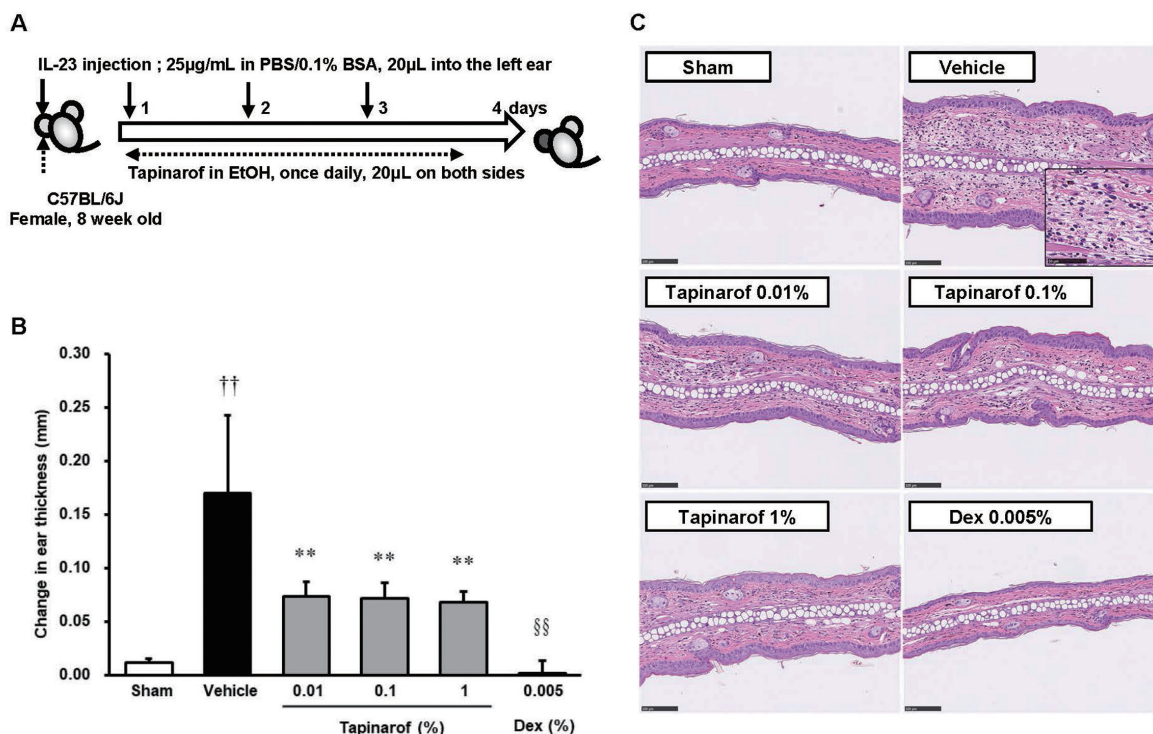 A
IL-23 injection ; 25µg/mL in PBS/0.1% BSA, 20µL into the left ear
1
2
3
4 days
Tapinarof in EtOH, once daily, 20µL on both sides
C57BL/6J
Female, 8 week old
B
Change in ear thickness (mm)
0.30
0.25
0.20
0.15
0.10
0.05
0.00
††
**
**
**
§§
Sham
Vehicle
0.01
0.1
1
0.005
Tapinarof (%)
Dex (%)
C
Sham
Vehicle
Tapinarof 0.01%
Tapinarof 0.1%
Tapinarof 1%
Dex 0.005%